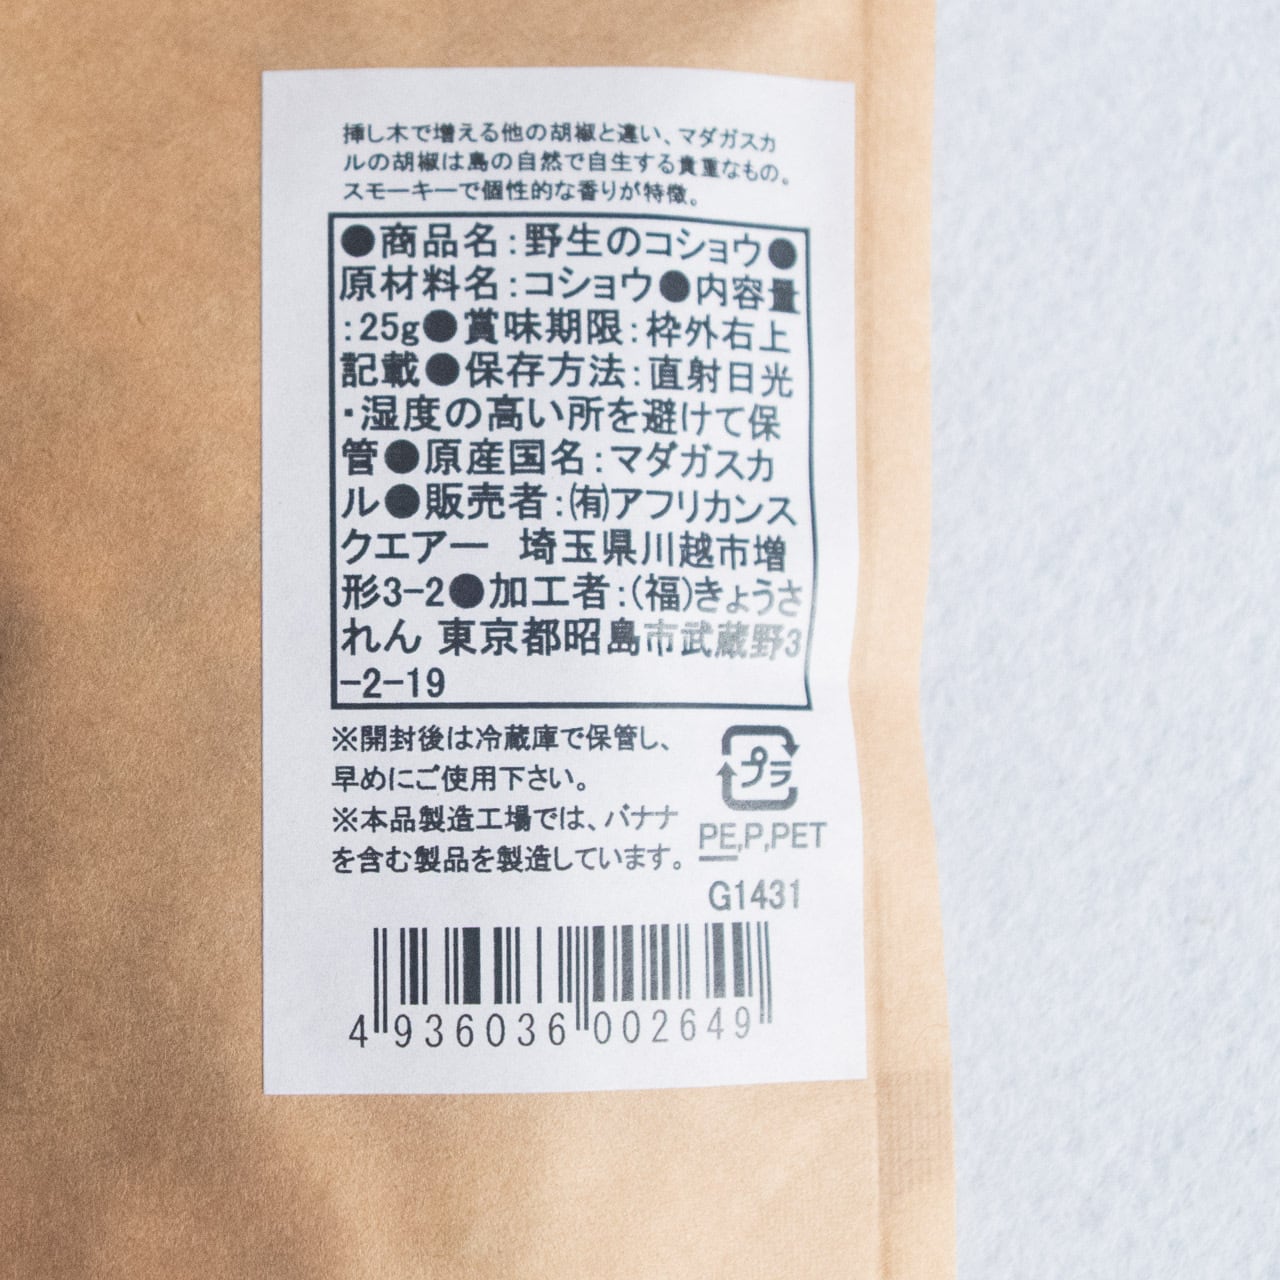 挿し木で増える他の胡椒と違い、マダガスカ
ルの胡椒は島の自然で自生する貴重なもの。
スモーキーで個性的な香りが特徴。
●商品名:野生のコショウ●
原材料名:コショウ●内容量
:25g●賞味期限:枠外右上
記載●保存方法:直射日光
・湿度の高い所を避けて保
管●原産国名:マダガスカ
ル●販売者:㈲アフリカンス
クエアー 埼玉県川越市増
形3-2●加工者:(福)きょうさ
れん 東京都昭島市武蔵野3
-2-19
※開封後は冷蔵庫で保管し、
早めにご使用下さい。
※本品製造工場では、バナナ
を含む製品を製造しています。
プラ
PE,P,PET
G1431
4 936036 002649